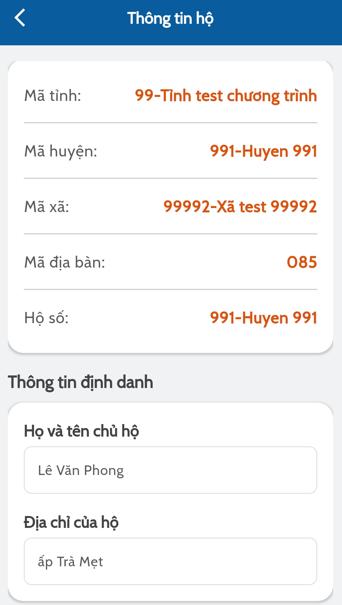 Thông tin hộ
Mã tỉnh: 99-Tỉnh test chương trình
Mã huyện: 991-Huyen 991
Mã xã: 99992-Xã test 99992
Mã địa bàn: 085
Hộ số: 991-Huyen 991
Thông tin định danh
Họ và tên chủ hộ
Lê Văn Phong
Địa chỉ của hộ
ấp Trà Mẹt